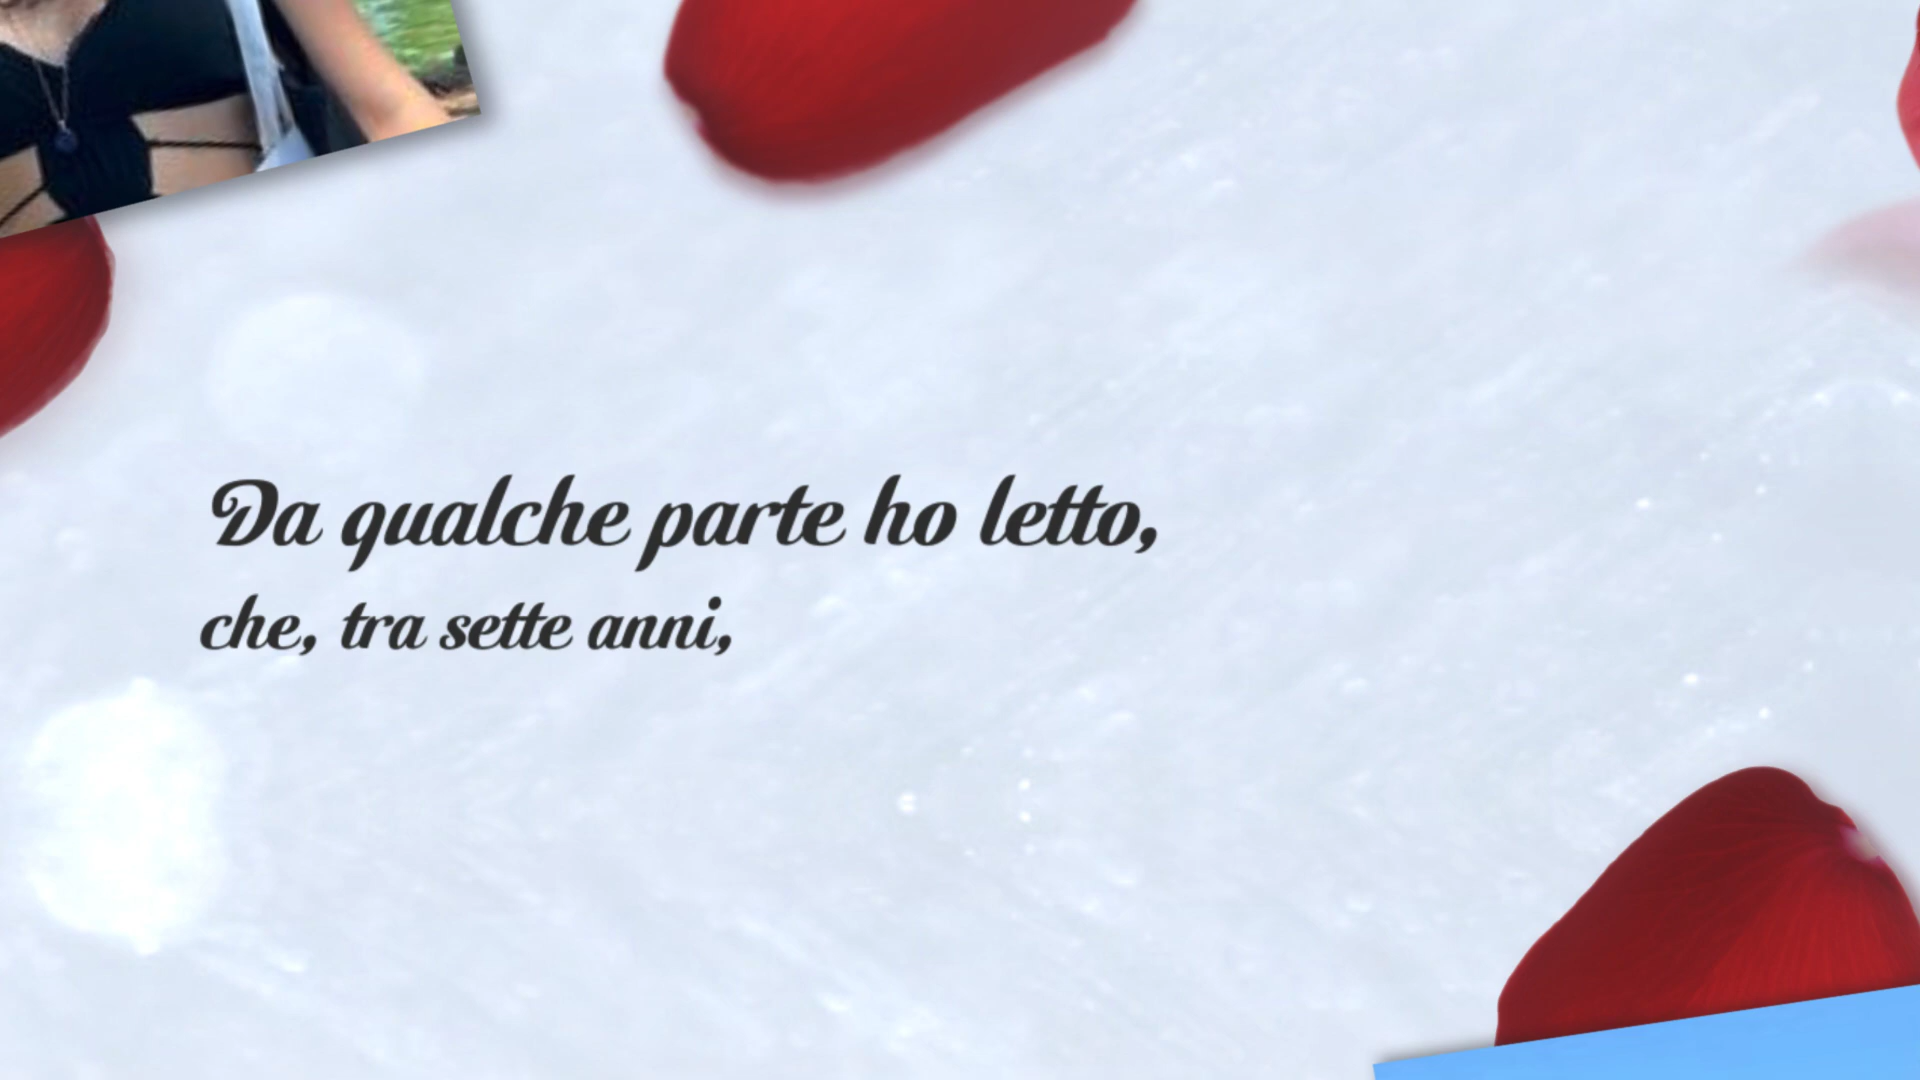 Da qualche parte ho letto,
che, tra sette anni,